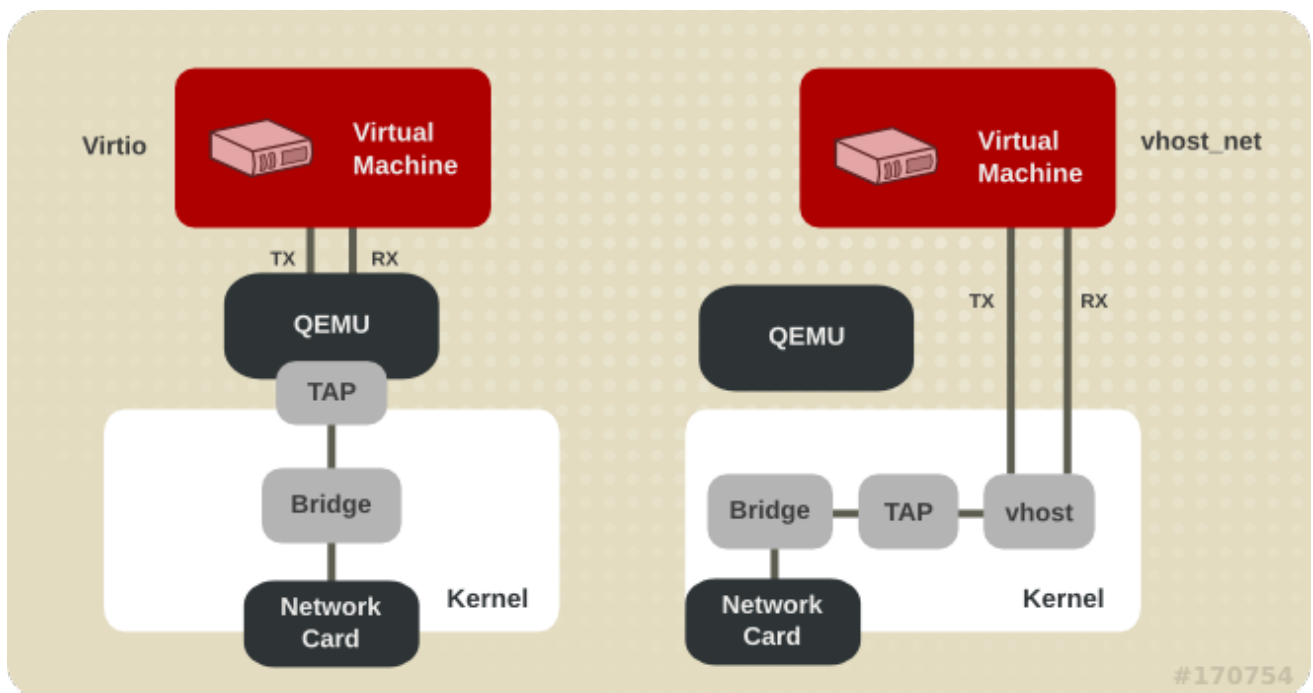 Virtio
Virtual
Machine
TX
RX
QEMU
TAP
Bridge
Network
Card
Kernel
Virtual
Machine
vhost_net
QEMU
TX
RX
Bridge
TAP
vhost
Network
Card
Kernel
#170754